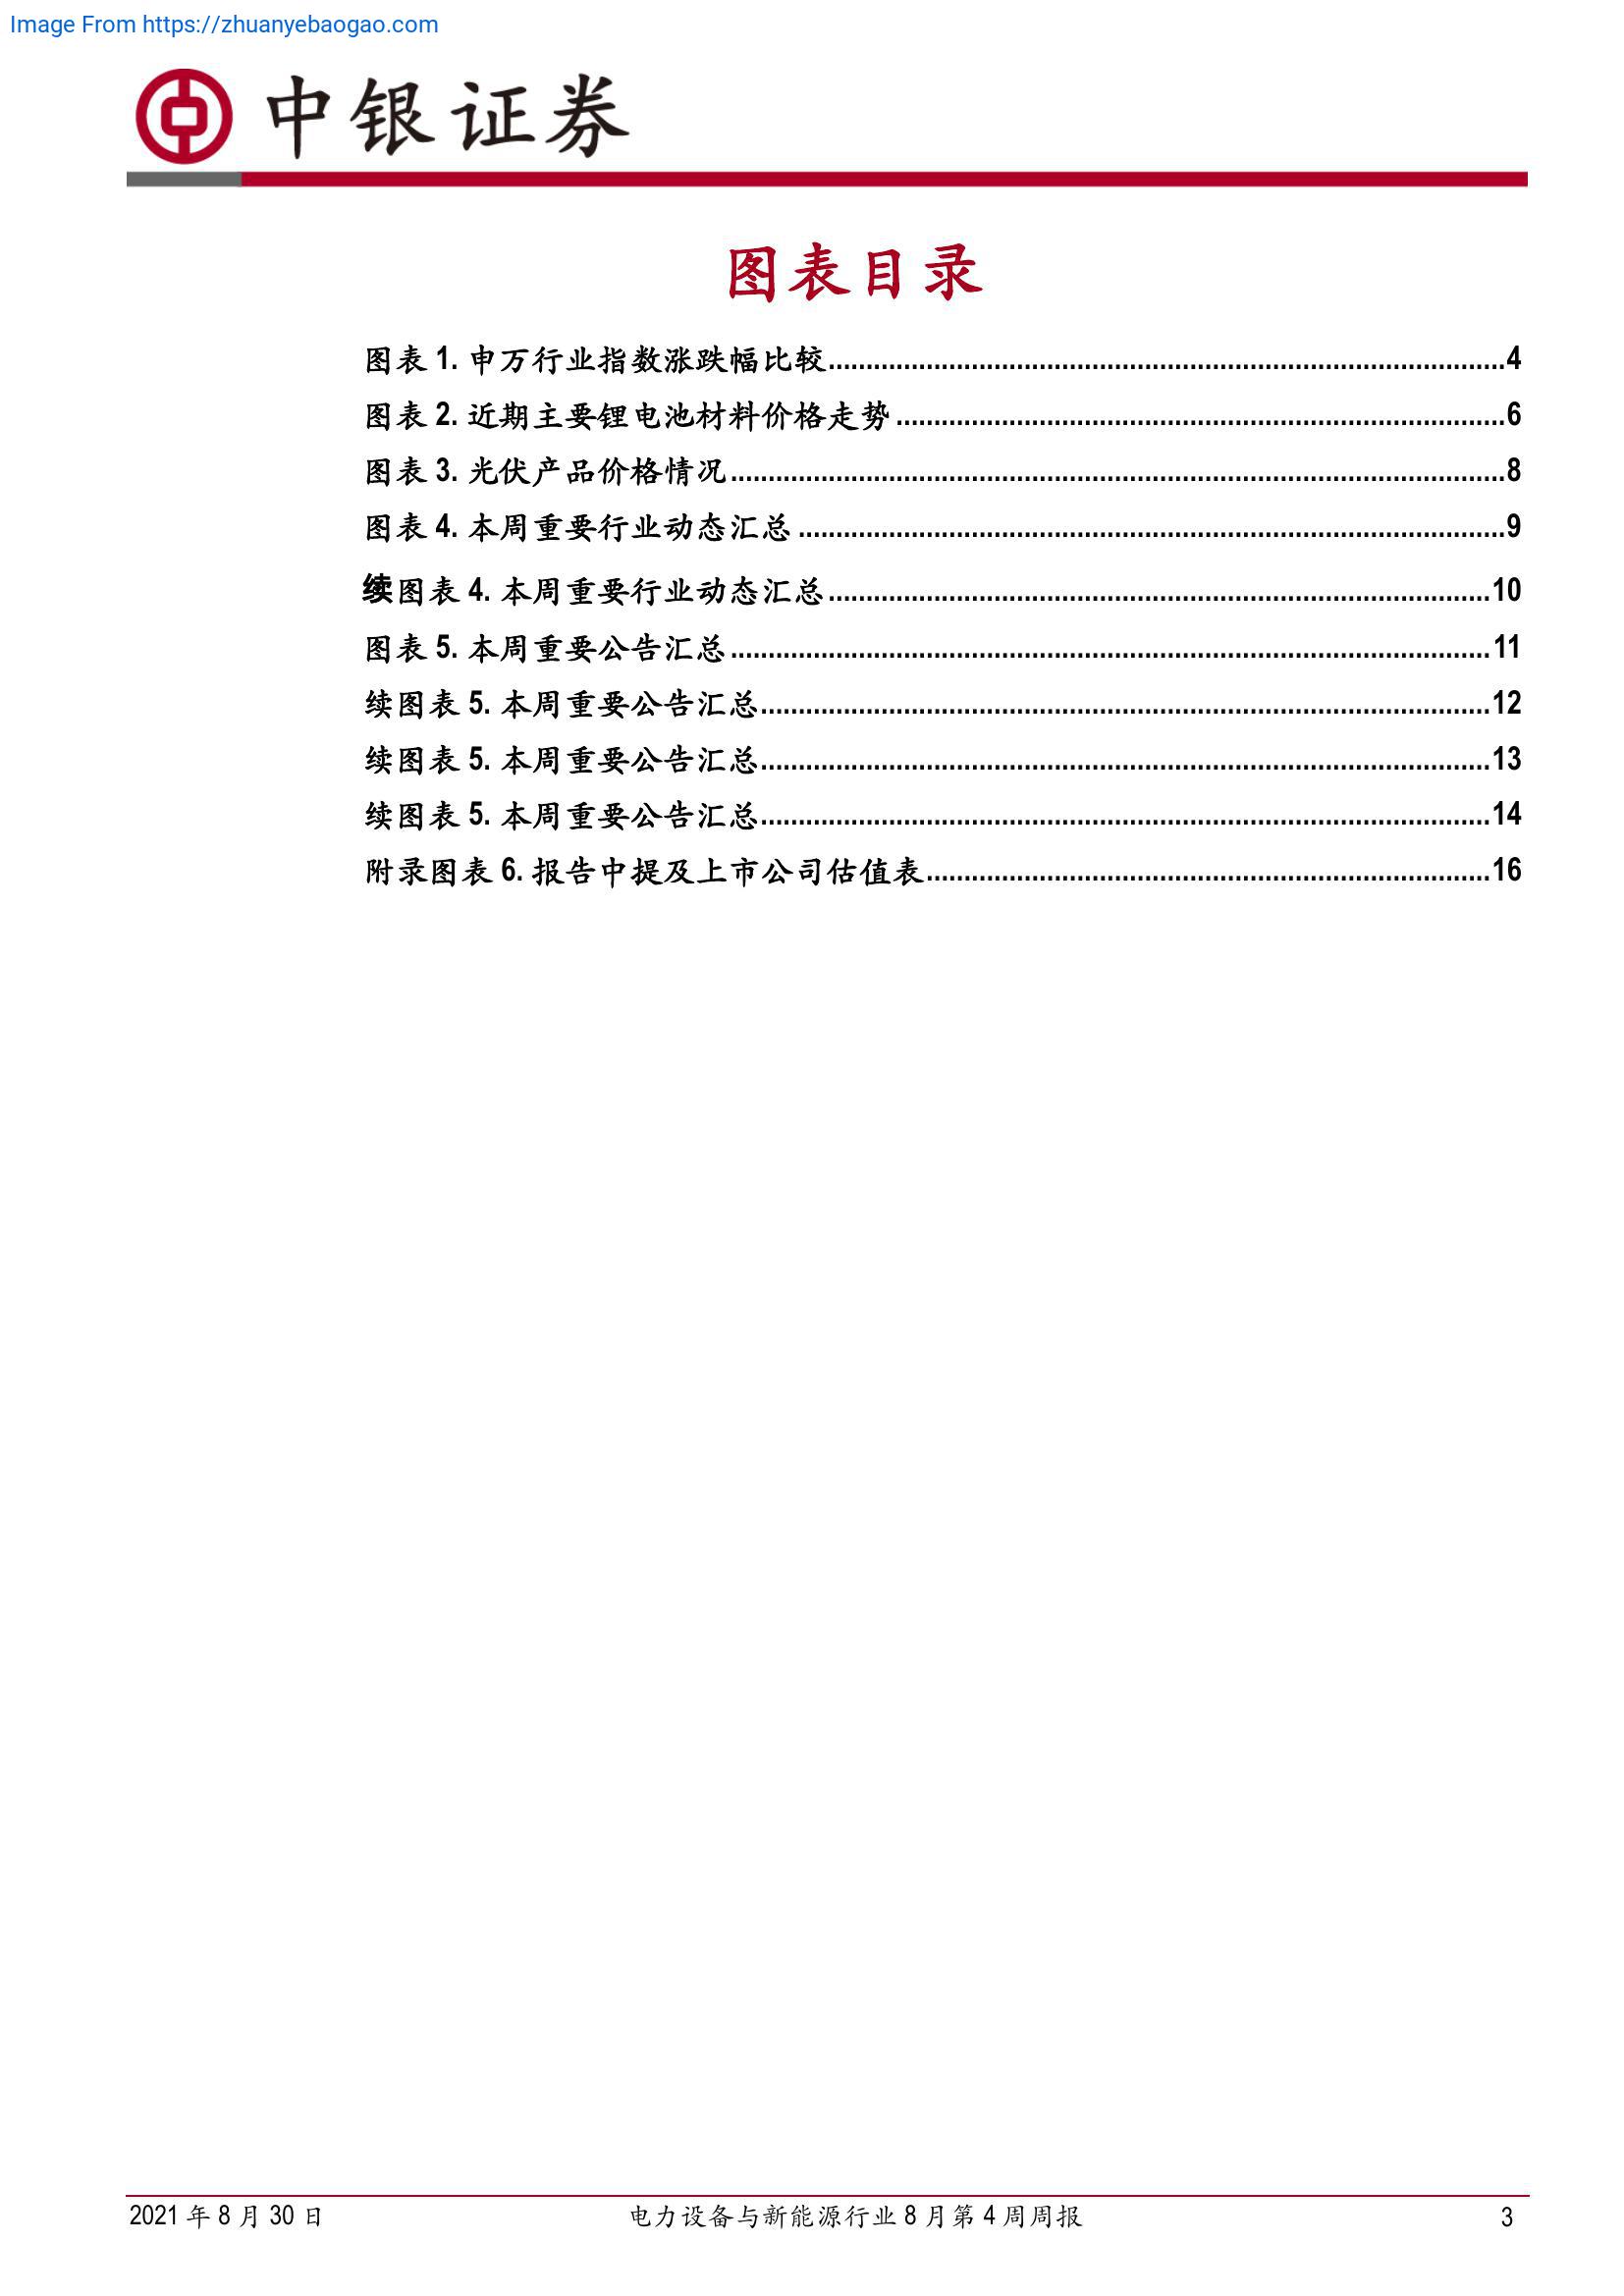 Image From https://zhuanyebaogao.com
中银证券
图表目录
图表 1. 申万行业指数涨跌幅比较....................4
图表 2. 近期主要锂电池材料价格走势....................6
图表 3. 光伏产品价格情况....................8
图表 4. 本周重要行业动态汇总....................9
续图表 4. 本周重要行业动态汇总....................10
图表 5. 本周重要公告汇总....................11
续图表 5. 本周重要公告汇总....................12
续图表 5. 本周重要公告汇总....................13
续图表 5. 本周重要公告汇总....................14
附录图表 6. 报告中提及上市公司估值表....................16
2021 年 8 月 30 日 电力设备与新能源行业 8 月第 4 周周报 3